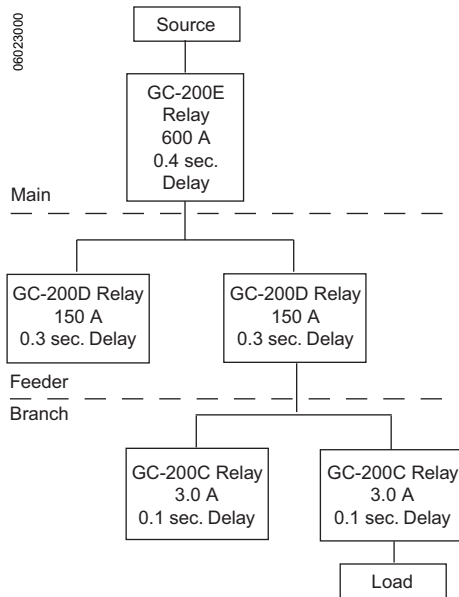 06023000
Source
GC-200E
Relay
600 A
0.4 sec.
Delay
Main
GC-200D Relay
150 A
0.3 sec. Delay
GC-200D Relay
150 A
0.3 sec. Delay
Feeder
Branch
GC-200C Relay
3.0 A
0.1 sec. Delay
GC-200C Relay
3.0 A
0.1 sec. Delay
Load